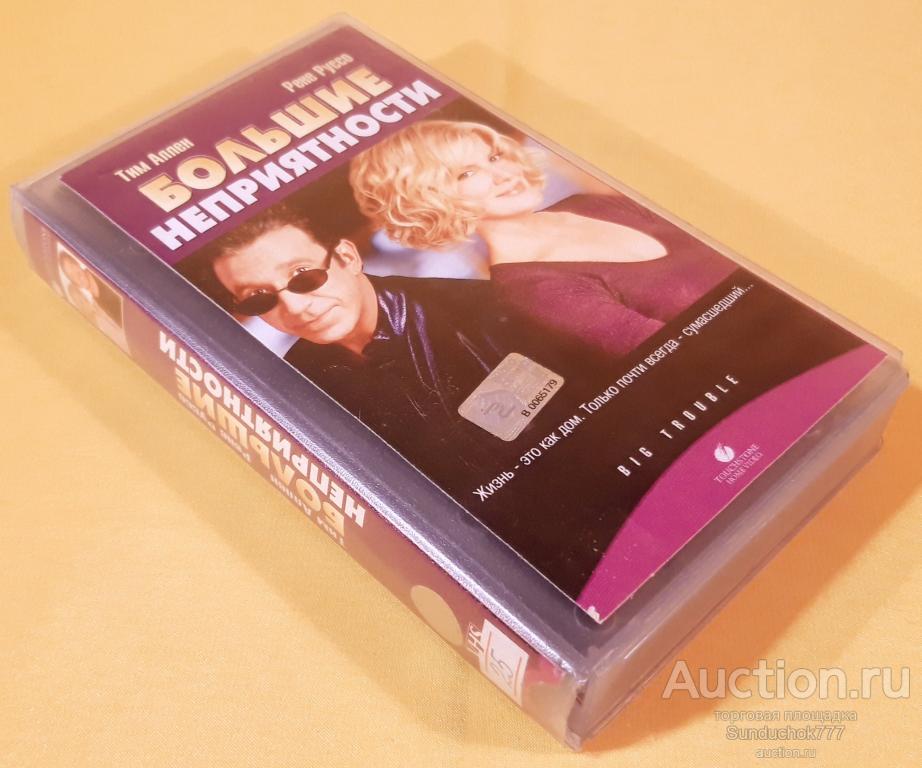 Тим Аллен
Рене Руссо
БОЛЬШИЕ
НЕПРИЯТНОСТИ
В 0065179
Жизнь - это как дом. Только почти всегда - сумасшедший...
BIG TROUBLE
TOUCHSTONE
HOME VIDEO
БОЛЬШИЕ
НЕПРИЯТНОСТИ
VHS
25
Auction.ru
торговая площадка
Sunduchok777
auction.ru